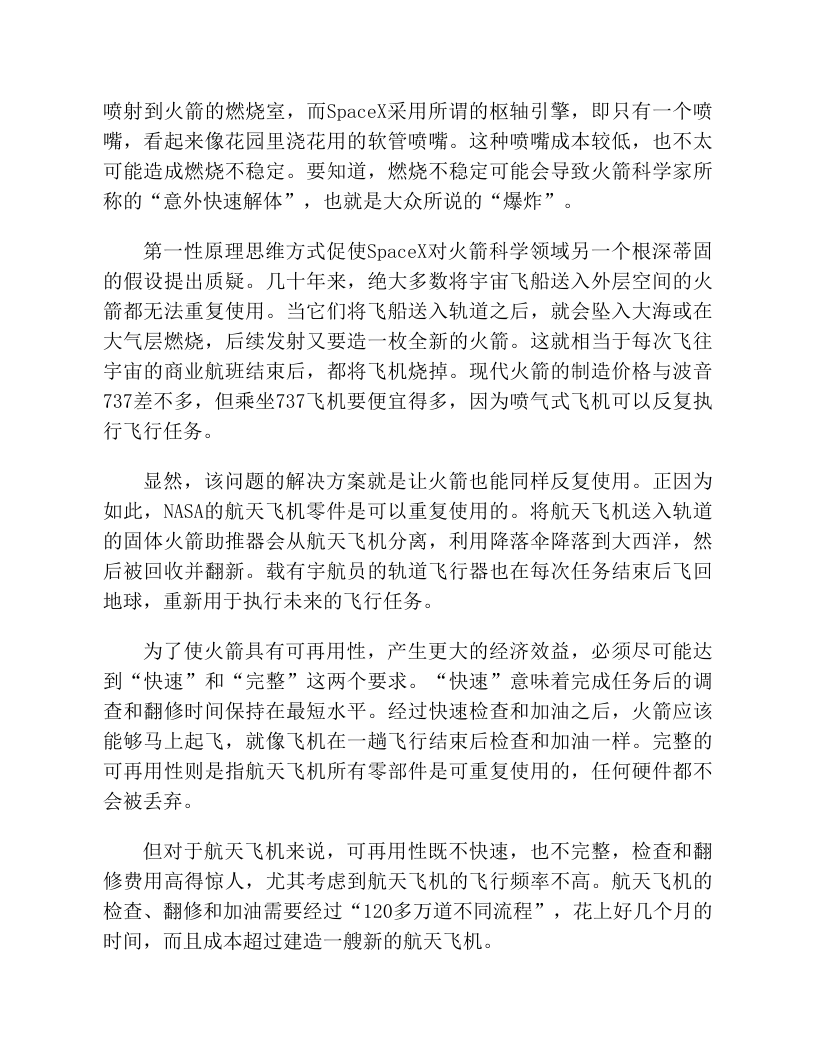 喷射到火箭的燃烧室，而SpaceX采用所谓的枢轴引擎，即只有一个喷
嘴，看起来像花园里浇花用的软管喷嘴。这种喷嘴成本较低，也不太
可能造成燃烧不稳定。要知道，燃烧不稳定可能会导致火箭科学家所
称的“意外快速解体”，也就是大众所说的“爆炸”。
第一性原理思维方式促使SpaceX对火箭科学领域另一个根深蒂固
的假设提出质疑。几十年来，绝大多数将宇宙飞船送入外层空间的火
箭都无法重复使用。当它们将飞船送入轨道之后，就会坠入大海或在
大气层燃烧，后续发射又要造一枚全新的火箭。这就相当于每次飞往
宇宙的商业航班结束后，都将飞机烧掉。现代火箭的制造价格与波音
737差不多，但乘坐737飞机要便宜得多，因为喷气式飞机可以反复执
行飞行任务。
显然，该问题的解决方案就是让火箭也能同样反复使用。正因为
如此，NASA的航天飞机零件是可以重复使用的。将航天飞机送入轨道
的固体火箭助推器会从航天飞机分离，利用降落伞降落到大西洋，然
后被回收并翻新。载有宇航员的轨道飞行器也在每次任务结束后飞回
地球，重新用于执行未来的飞行任务。
为了使火箭具有可再用性，产生更大的经济效益，必须尽可能达
到“快速”和“完整”这两个要求。“快速”意味着完成任务后的调
查和翻修时间保持在最短水平。经过快速检查和加油之后，火箭应该
能够马上起飞，就像飞机在一趟飞行结束后检查和加油一样。完整的
可再用性则是指航天飞机所有零部件是可重复使用的，任何硬件都不
会被丢弃。
但对于航天飞机来说，可再用性既不快速，也不完整，检查和翻
修费用高得惊人，尤其考虑到航天飞机的飞行频率不高。航天飞机的
检查、翻修和加油需要经过“120多万道不同流程”，花上好几个月的
时间，而且成本超过建造一艘新的航天飞机。